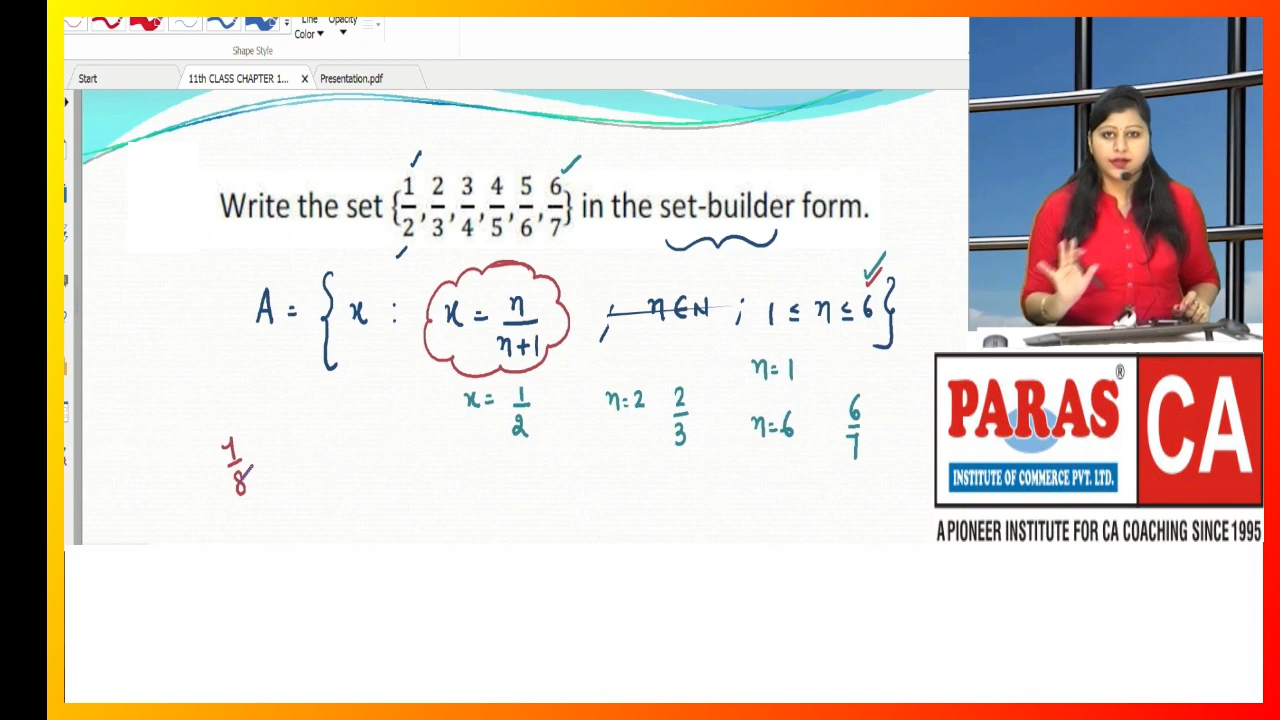 Line
Color
Opacity
Shape Style
Start
11th CLASS CHAPTER 1...
Presentation.pdf
Write the set {1/2, 2/3, 3/4, 4/5, 5/6, 6/7} in the set-builder form.
A = { x : x = n/n+1 , n∈N ; 1 ≤ n ≤ 6 }
n=1
x = 1/2
n=2 2/3
n=6 6/7
7/8
PARAS®
INSTITUTE OF COMMERCE PVT. LTD.
CA
A PIONEER INSTITUTE FOR CA COACHING SINCE 1995